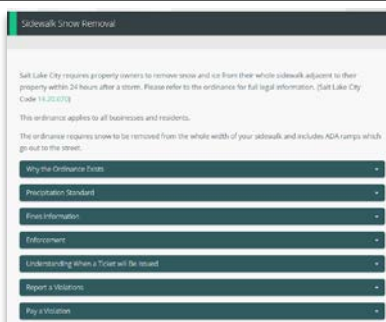 Sidewalk Snow Removal
Salt Lake City requires property owners to remove snow and ice from their whole sidewalk adjacent to their
property within 24 hours after a storm. Please refer to the ordinance for full legal information. (Salt Lake City
Code 14.20.070)
This ordinance applies to all businesses and residents.
The ordinance requires snow to be removed from the whole width of your sidewalk and includes ADA ramps which
go out to the street.
Why the Ordinance Exists
Precipitation Standard
Fines Information
Enforcement
Understanding When a Ticket will Be Issued
Report a Violations
Pay a Violation